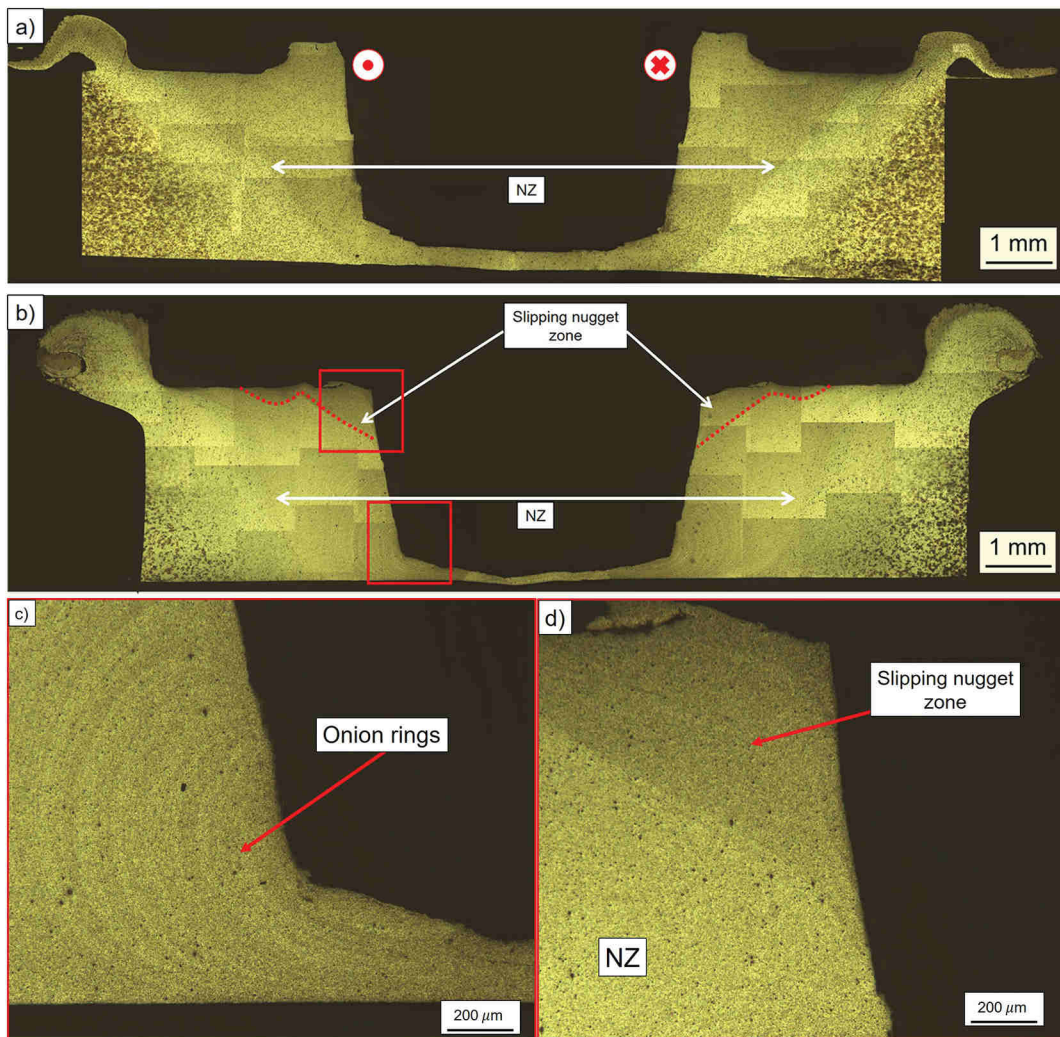 a)
NZ
1 mm
b)
Slipping nugget
zone
NZ
1 mm
c)
Onion rings
200 μm
d)
Slipping nugget
zone
NZ
200 μm